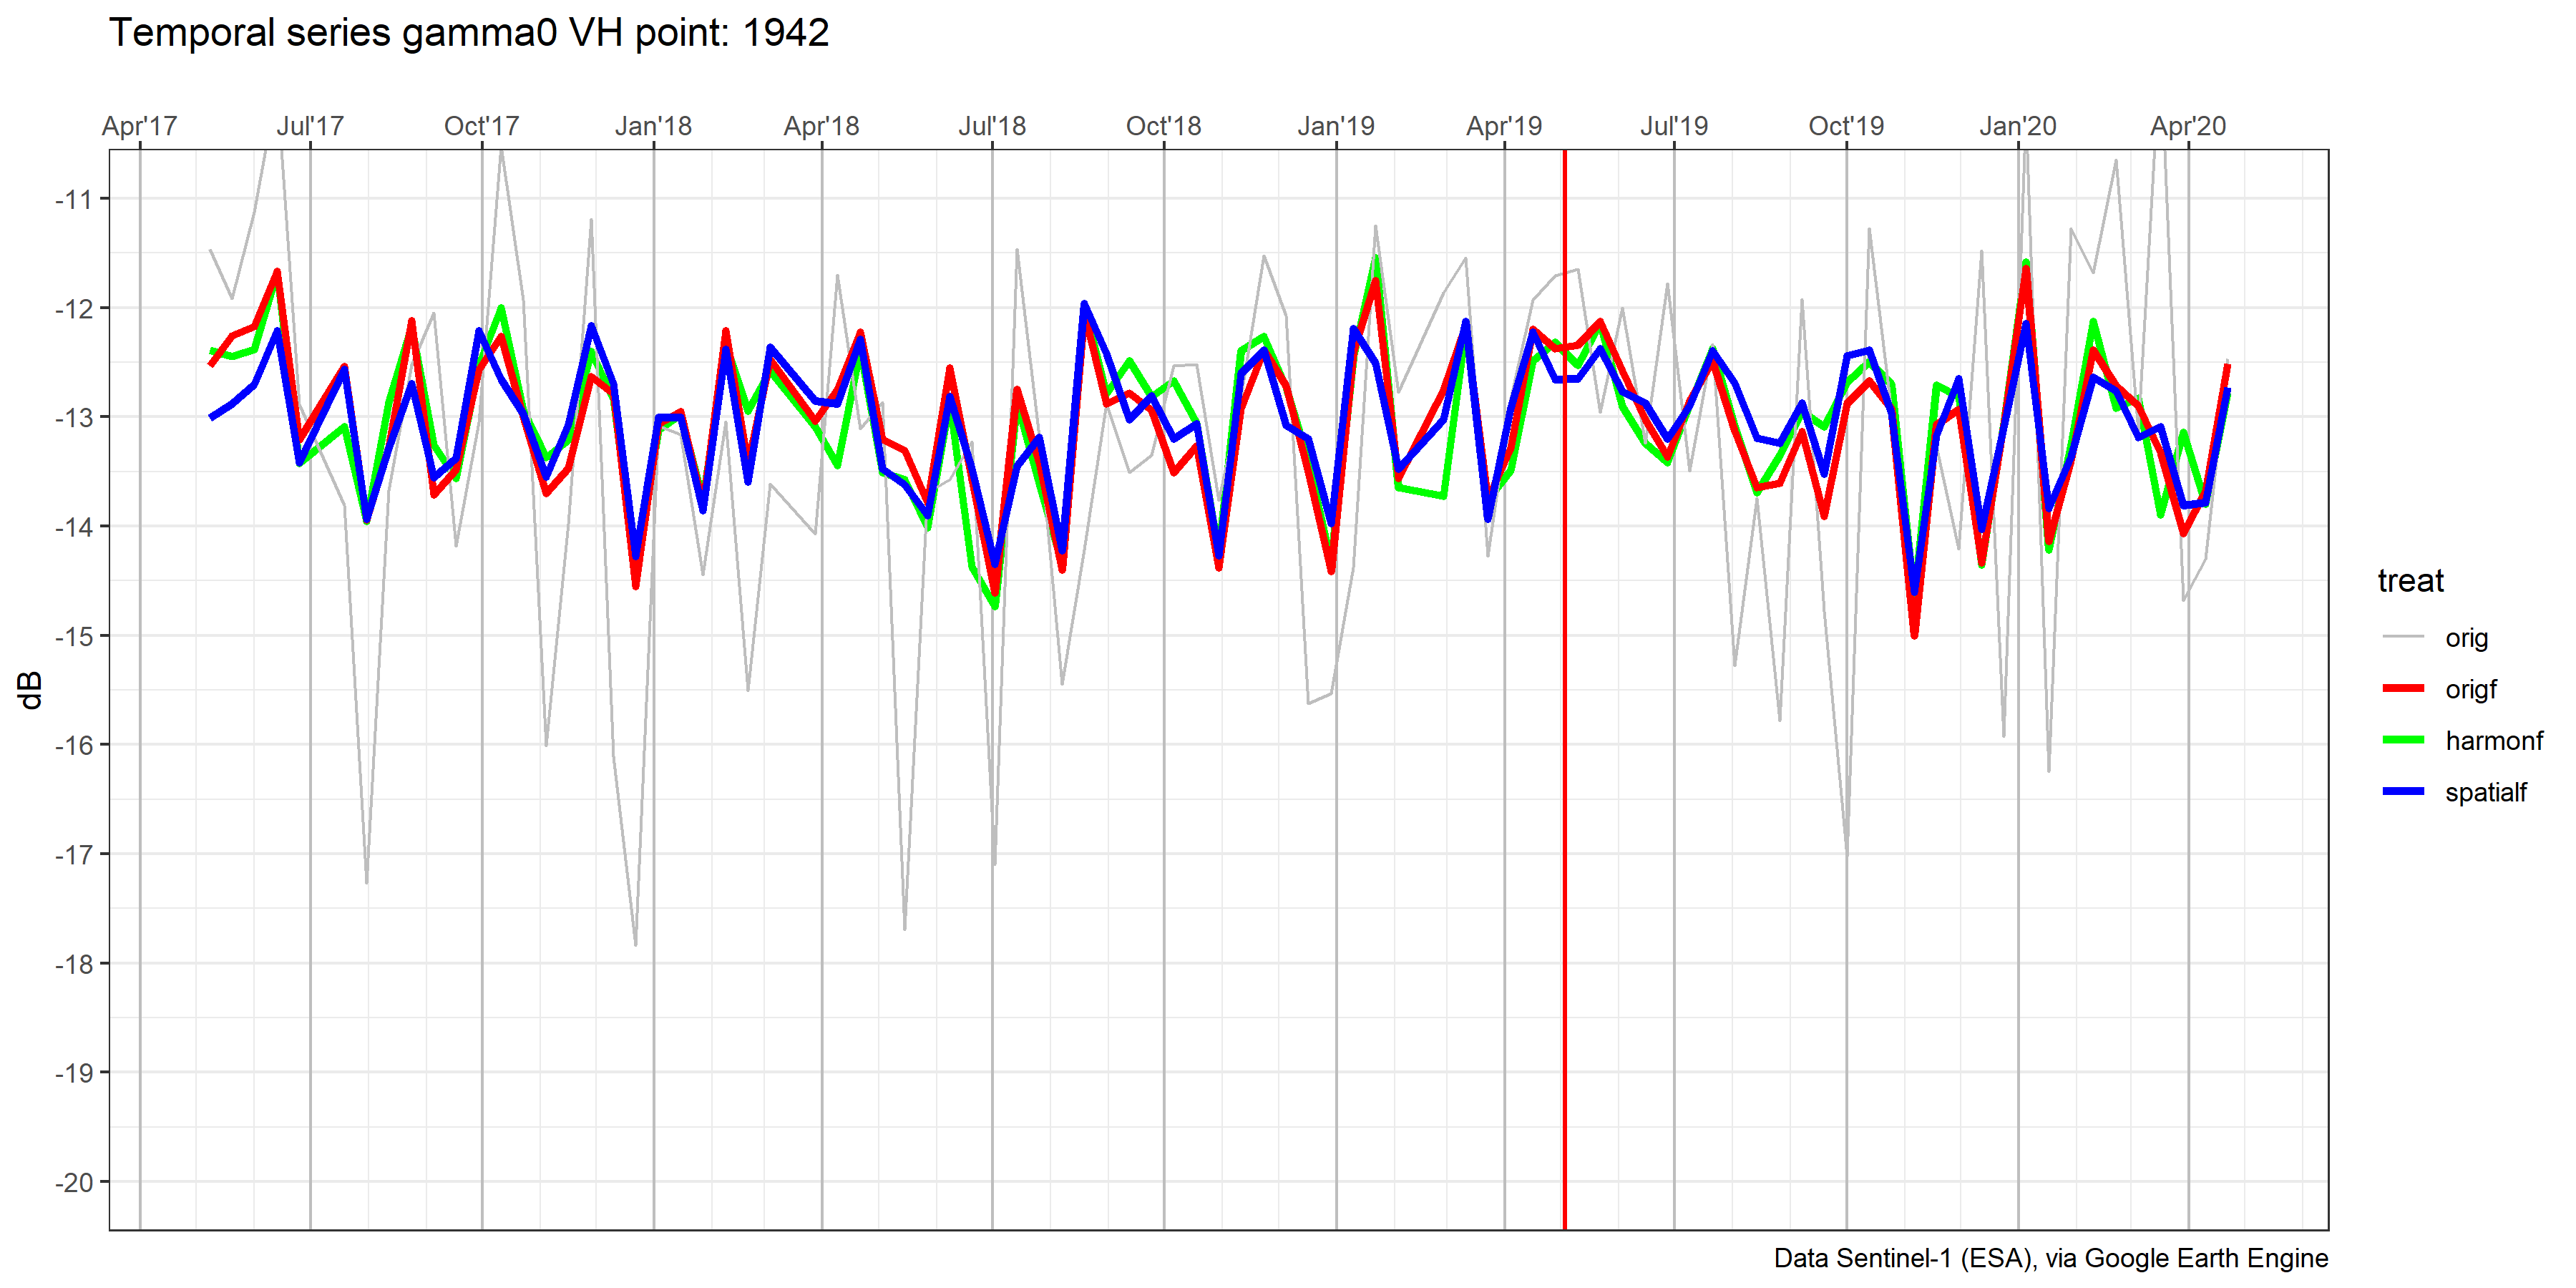 Temporal series gamma0 VH point: 1942
Apr'17 Jul'17 Oct'17 Jan'18 Apr'18 Jul'18 Oct'18 Jan'19 Apr'19 Jul'19 Oct'19 Jan'20 Apr'20
-11
-12
-13
-14
-15
-16
-17
-18
-19
-20
dB
treat
orig
origf
harmonf
spatialf
Data Sentinel-1 (ESA), via Google Earth Engine